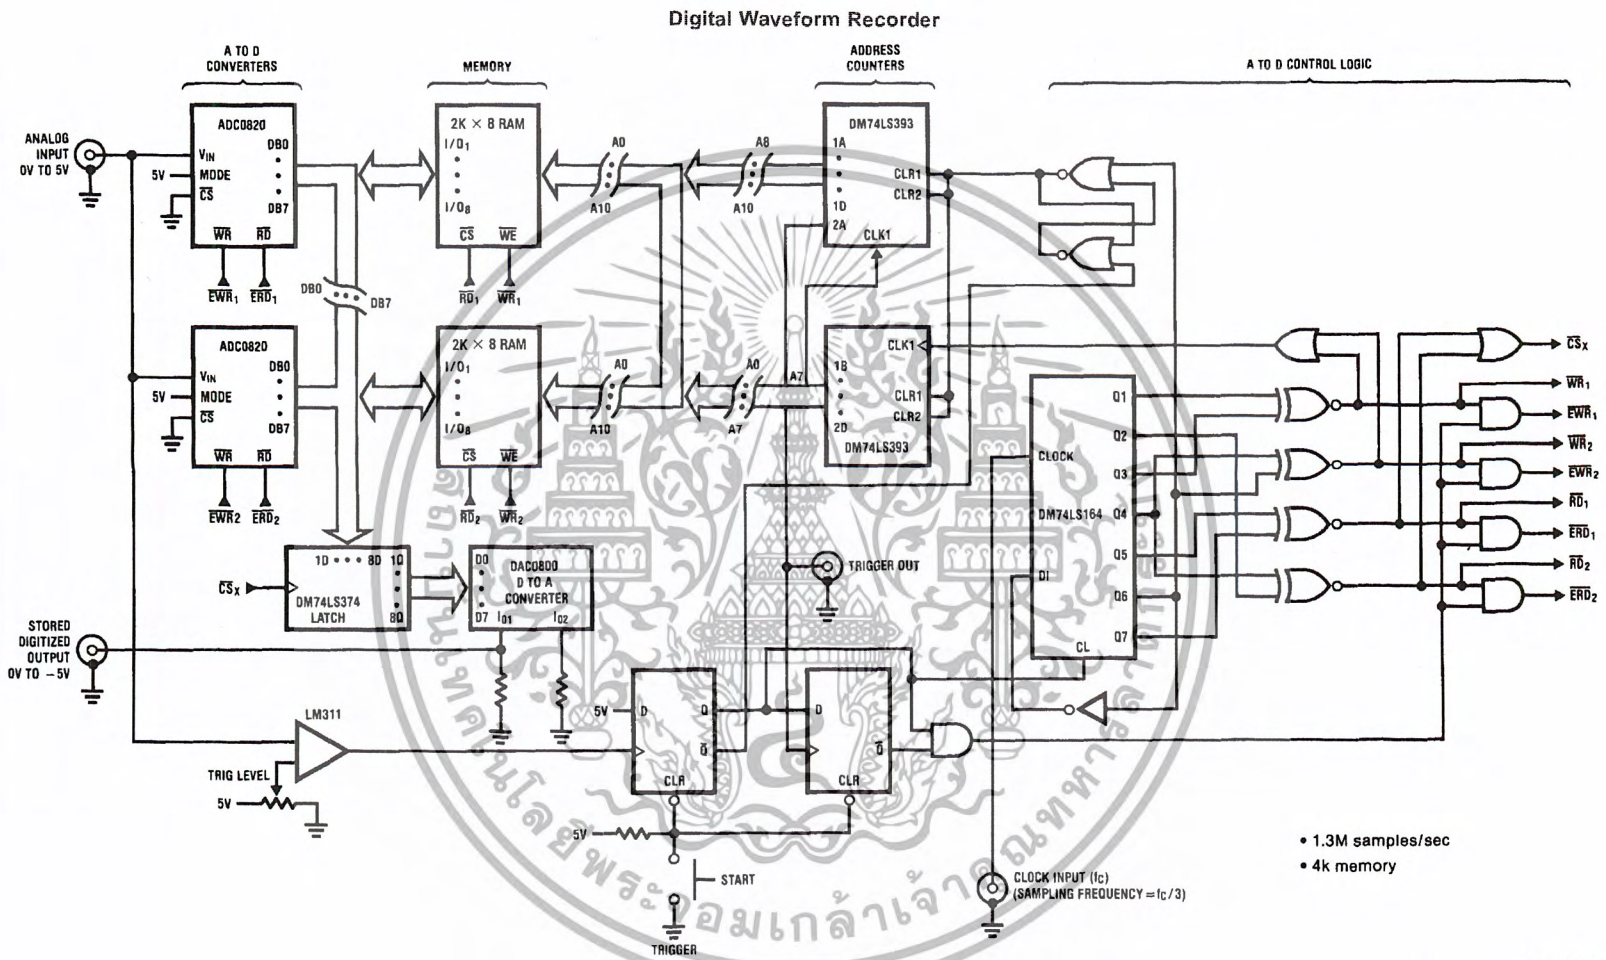 Digital Waveform Recorder
A TO D
CONVERTERS
MEMORY
ADDRESS
COUNTERS
A TO D CONTROL LOGIC
ANALOG
INPUT
0V TO 5V
ADC0820
VIN
5V
MODE
CS
DB0
DB7
WR
RD
EWR1
ERD1
2K × 8 RAM
I/O1
I/O8
CS
WE
RD1
WR1
A0
A10
A8
A10
DM74LS393
1A
1D
2A
CLR1
CLR2
CLK1
DB0
DB7
ADC0820
VIN
5V
MODE
CS
DB0
DB7
WR
RD
EWR2
ERD2
2K × 8 RAM
I/O1
I/O8
CS
WE
RD2
WR2
A0
A10
A0
A7
A7
CLK1
1B
CLR1
CLR2
2D
DM74LS393
CLOCK
DM74LS164
DI
CL
Q1
Q2
Q3
Q4
Q5
Q6
Q7
CSX
WR1
EWR1
WR2
EWR2
RD1
ERD1
RD2
ERD2
CSX
1D
8D
1Q
8Q
DM74LS374
LATCH
D0
D7
DAC0800
D TO A
CONVERTER
IO1
IO2
TRIGGER OUT
STORED
DIGITIZED
OUTPUT
0V TO −5V
LM311
TRIG LEVEL
5V
5V
D
Q
Q
CLR
D
Q
CLR
5V
START
TRIGGER
CLOCK INPUT (fC)
(SAMPLING FREQUENCY = fC/3)
• 1.3M samples/sec
• 4k memory